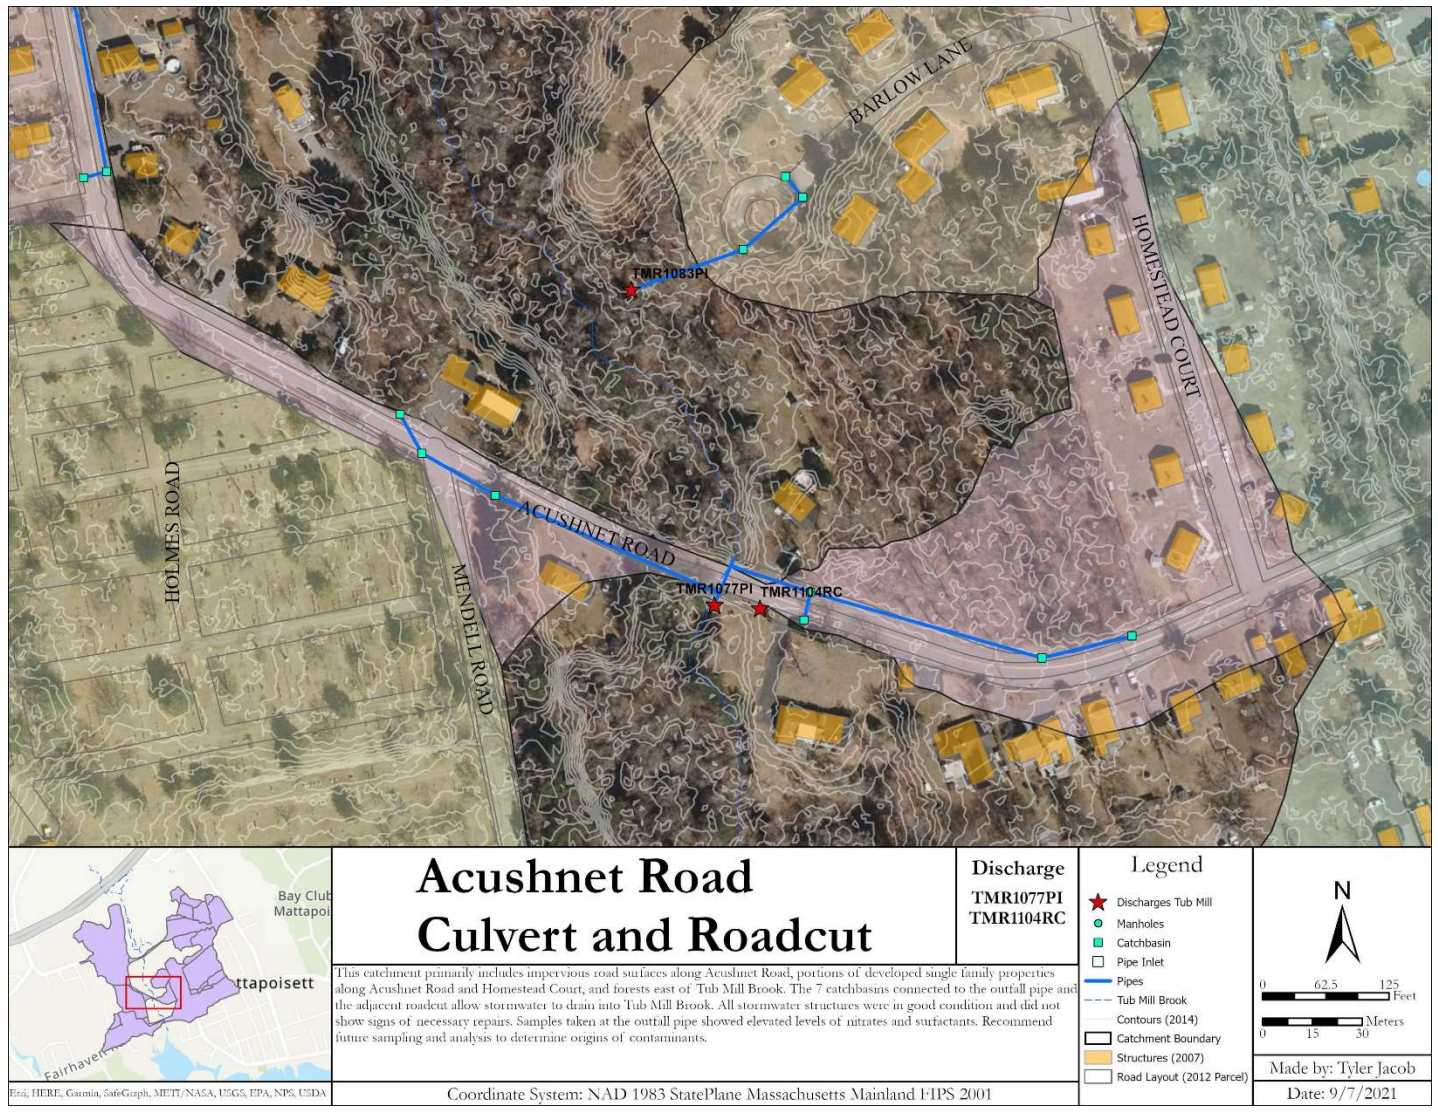 BARLOW LANE
TMR1083PI
HOMESTEAD COURT
HOLMES ROAD
MENDELL ROAD
ACUSHNET ROAD
TMR1077PI
TMR1104RC
Bay Club
Mattapoi
ttapoisett
Fairhaven
Esri, HERE, Garmin, SafeGraph, METI/NASA, USGS, EPA, NPS, USDA
Acushnet Road
Culvert and Roadcut
Discharge
TMR1077PI
TMR1104RC
This catchment primarily includes impervious road surfaces along Acushnet Road, portions of developed single family properties
along Acushnet Road and Homestead Court, and forests east of Tub Mill Brook. The 7 catchbasins connected to the outfall pipe and
the adjacent roadcut allow stormwater to drain into Tub Mill Brook. All stormwater structures were in good condition and did not
show signs of necessary repairs. Samples taken at the outfall pipe showed elevated levels of nitrates and surfactants. Recommend
future sampling and analysis to determine origins of contaminants.
Coordinate System: NAD 1983 StatePlane Massachusetts Mainland FIPS 2001
Legend
Discharges Tub Mill
Manholes
Catchbasin
Pipe Inlet
Pipes
Tub Mill Brook
Contours (2014)
Catchment Boundary
Structures (2007)
Road Layout (2012 Parcel)
N
0 62.5 125
Feet
Meters
0 15 30
Made by: Tyler Jacob
Date: 9/7/2021